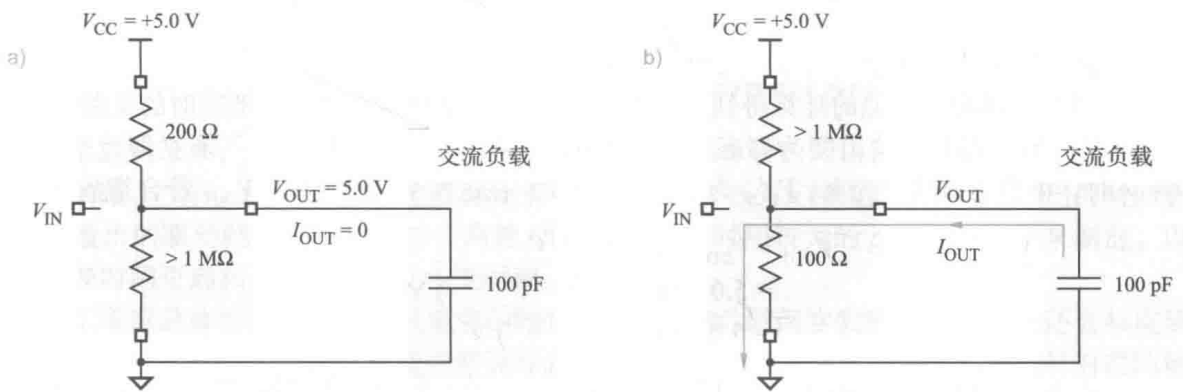 a)
V_CC = +5.0 V
200 Ω
交流负载
V_OUT = 5.0 V
V_IN
I_OUT = 0
> 1 MΩ
100 pF
b)
V_CC = +5.0 V
> 1 MΩ
交流负载
V_OUT
V_IN
I_OUT
100 Ω
100 pF